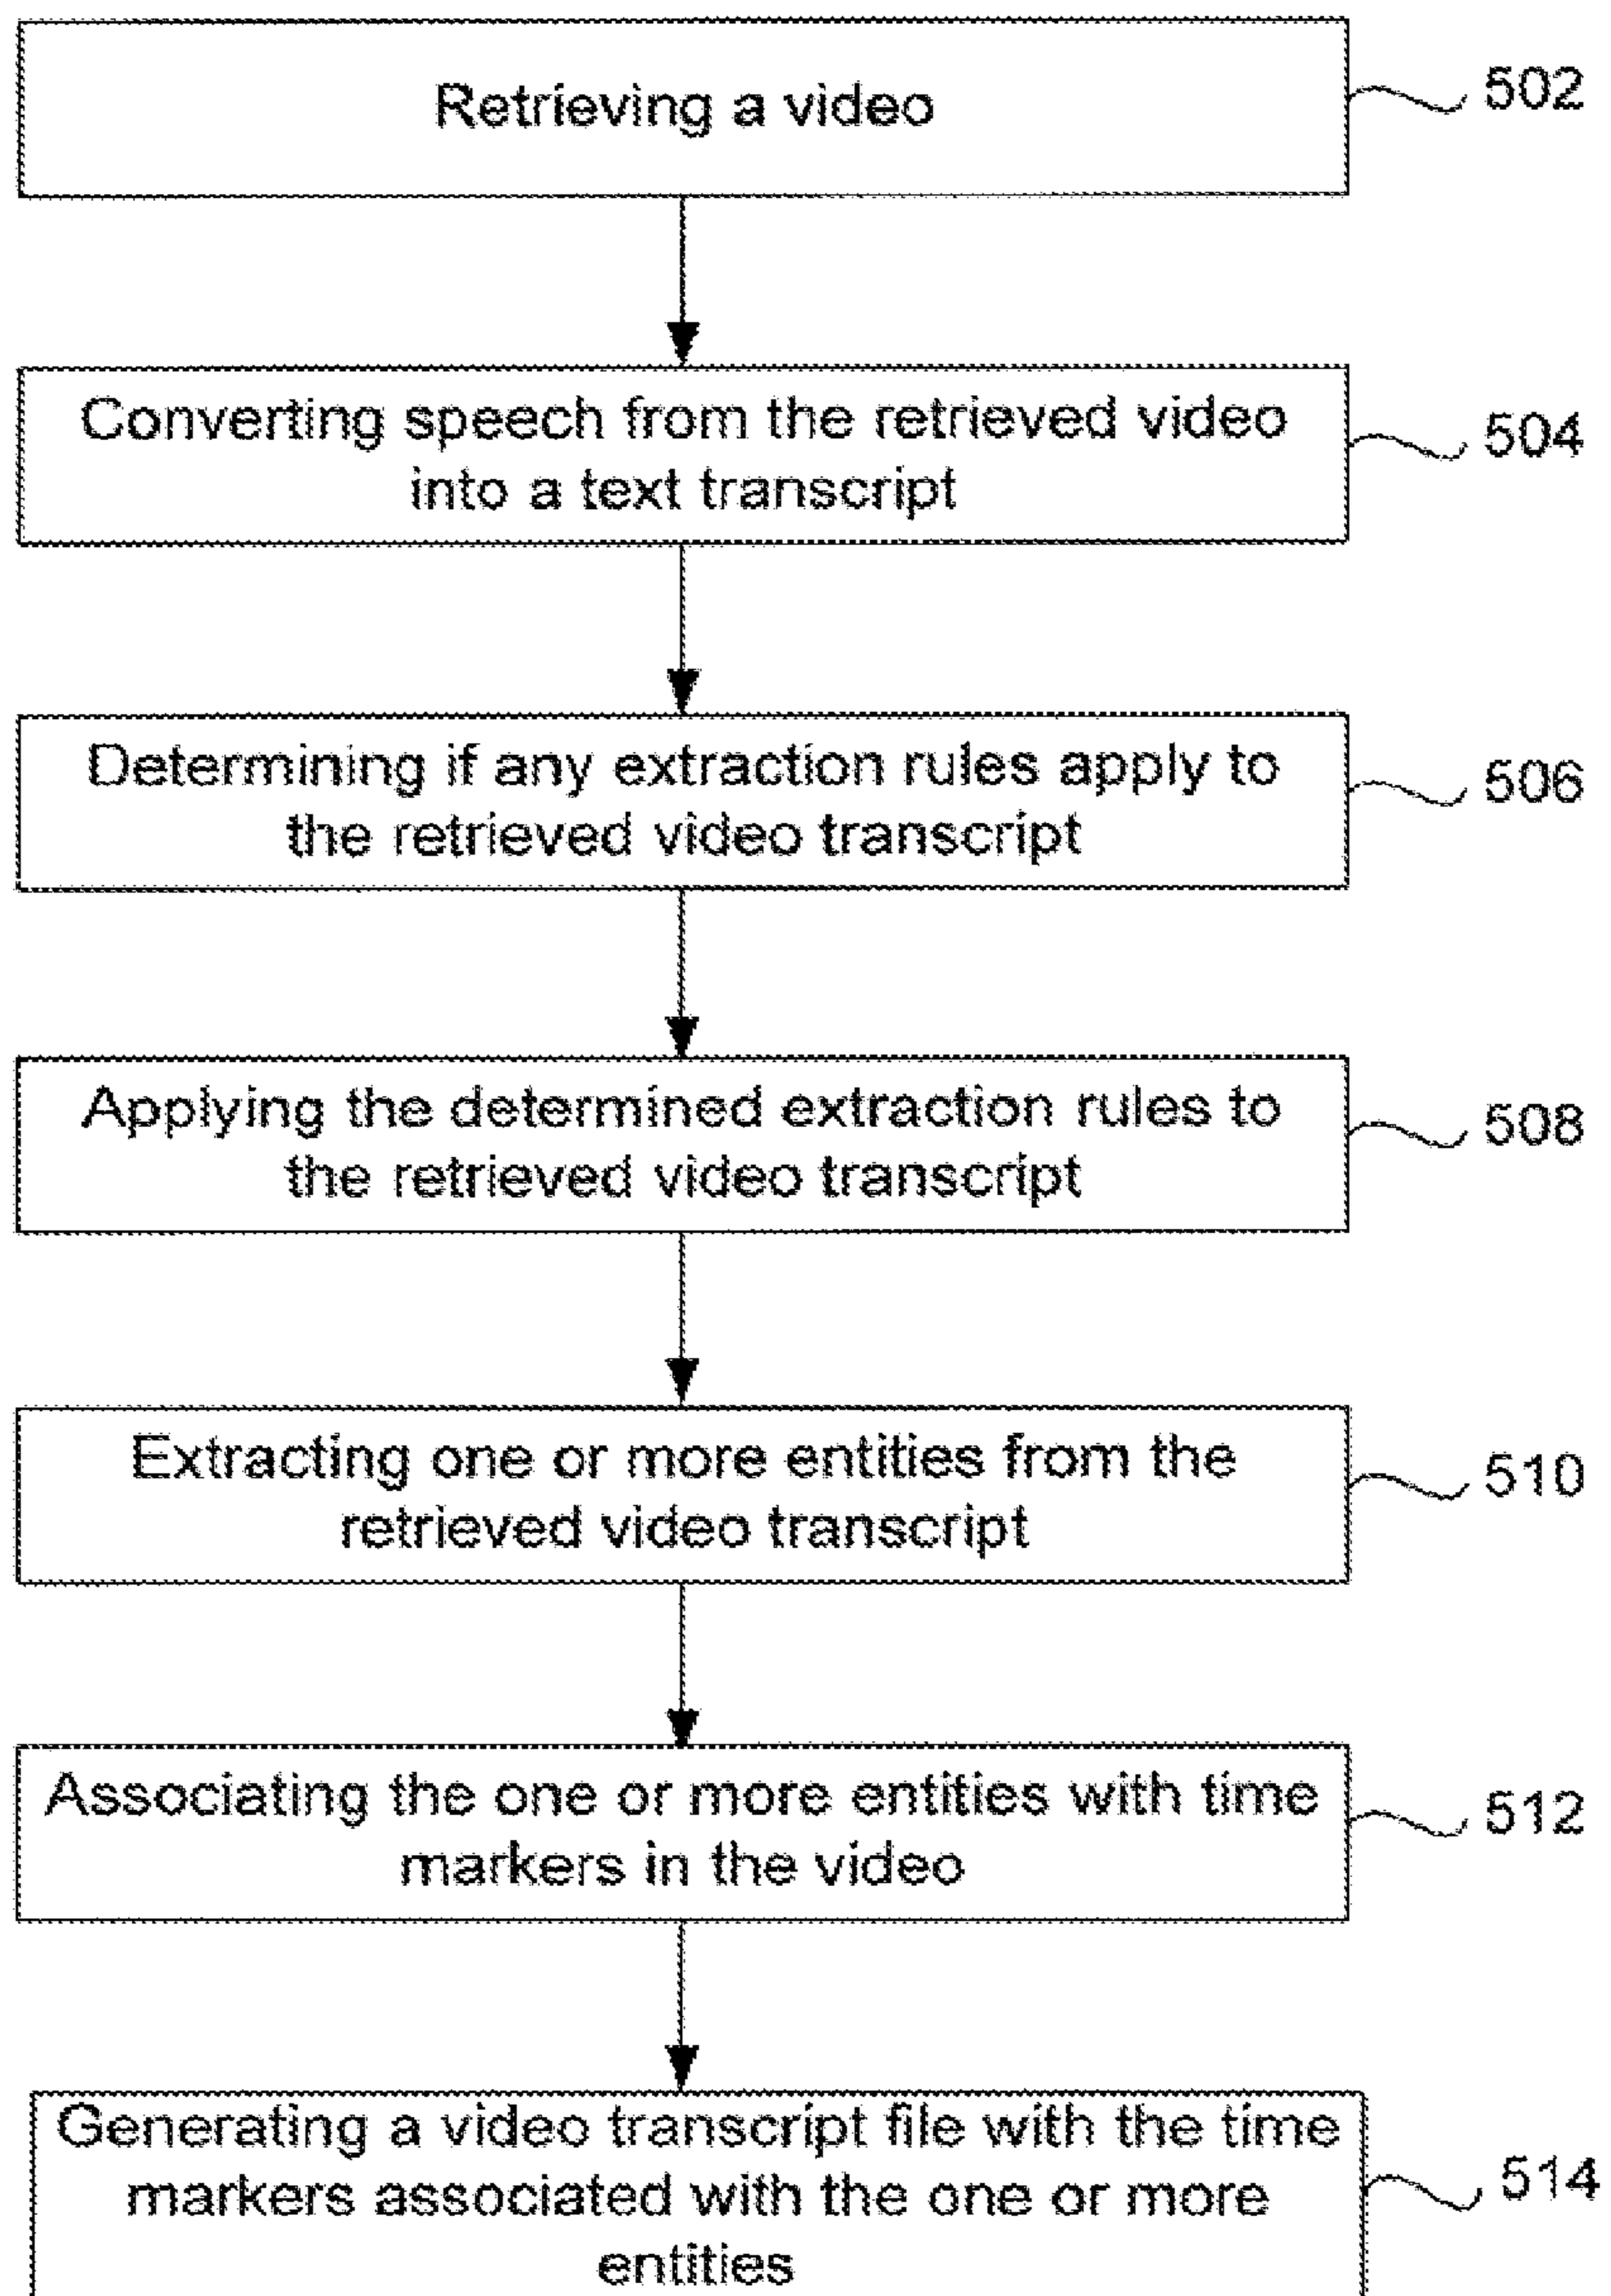 Retrieving a video
502
Converting speech from the retrieved video
into a text transcript
504
Determining if any extraction rules apply to
the retrieved video transcript
506
Applying the determined extraction rules to
the retrieved video transcript
508
Extracting one or more entities from the
retrieved video transcript
510
Associating the one or more entities with time
markers in the video
512
Generating a video transcript file with the time
markers associated with the one or more
entities
514